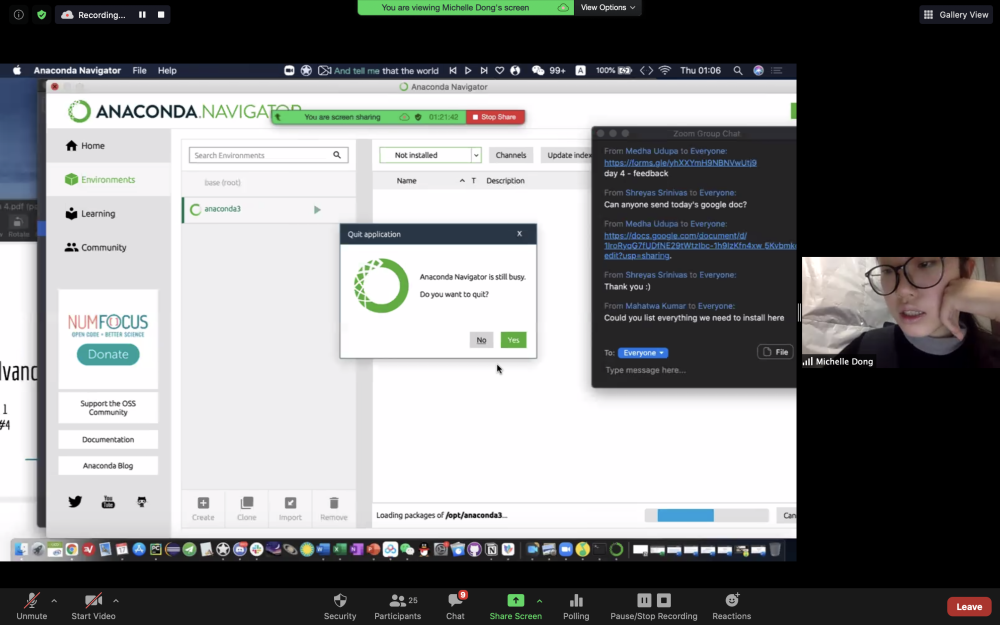 Recording...
You are viewing Michelle Dong's screen
View Options
Gallery View
Anaconda Navigator File Help
And tell me that the world
99+
A
100%
Thu 01:06
Anaconda Navigator
ANACONDA.NAVIGATOR
You are screen sharing
01:21:42
Stop Share
Home
Environments
Learning
Community
NUMFOCUS
OPEN CODE = BETTER SCIENCE
Donate
Support the OSS
Community
Documentation
Anaconda Blog
Search Environments
base (root)
anaconda3
Create
Clone
Import
Remove
Not installed
Channels
Update index
Name
T
Description
Quit application
X
Anaconda Navigator is still busy.
Do you want to quit?
No
Yes
Loading packages of /opt/anaconda3...
Can
4.pdf (pa
Rotate
dvanc
1
#4
Zoom Group Chat
From Medha Udupa to Everyone:
day 4 - feedback
From Shreyas Srinivas to Everyone:
Can anyone send today's google doc?
From Medha Udupa to Everyone:
https://docs.google.com/document/d/
edit?usp=sharing.
From Shreyas Srinivas to Everyone:
Thank you :)
From Mahatwa Kumar to Everyone:
Could you list everything we need to install here
To: Everyone
File
Type message here...
Michelle Dong
Unmute
Start Video
Security
Participants
25
Chat
9
Share Screen
Polling
Pause/Stop Recording
Reactions
Leave